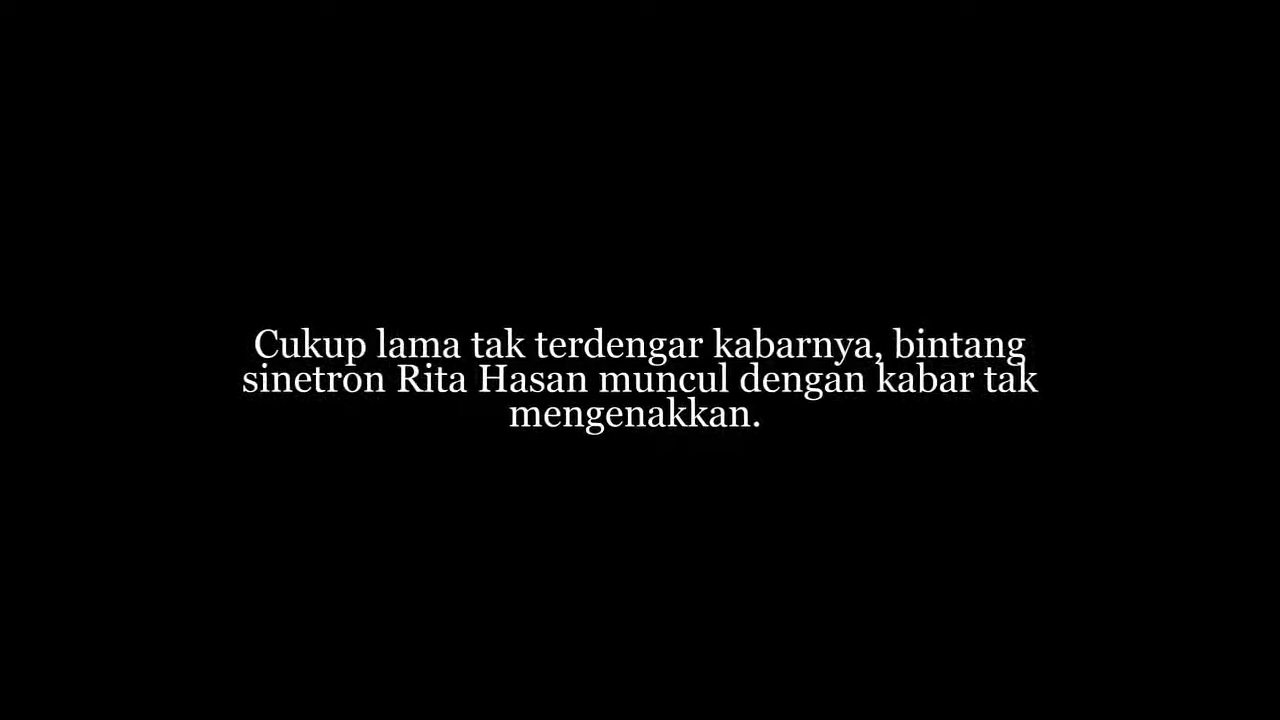 Cukup lama tak terdengar kabarnya, bintang
sinetron Rita Hasan muncul dengan kabar tak
mengenakkan.